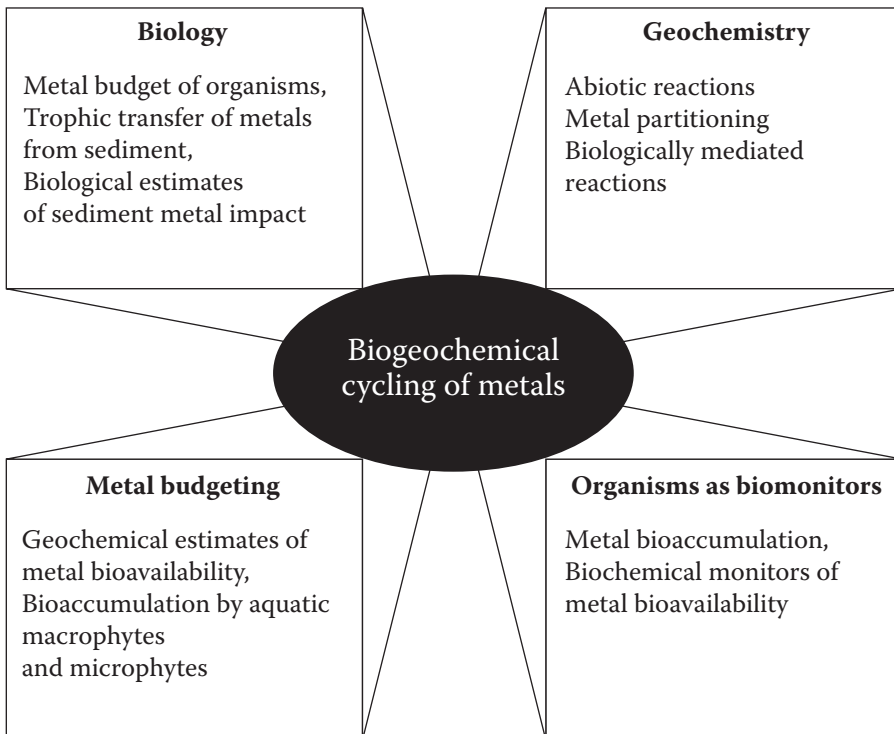 Biology
Metal budget of organisms,
Trophic transfer of metals
from sediment,
Biological estimates
of sediment metal impact
Geochemistry
Abiotic reactions
Metal partitioning
Biologically mediated
reactions
Biogeochemical
cycling of metals
Metal budgeting
Geochemical estimates of
metal bioavailability,
Bioaccumulation by aquatic
macrophytes
and microphytes
Organisms as biomonitors
Metal bioaccumulation,
Biochemical monitors of
metal bioavailability